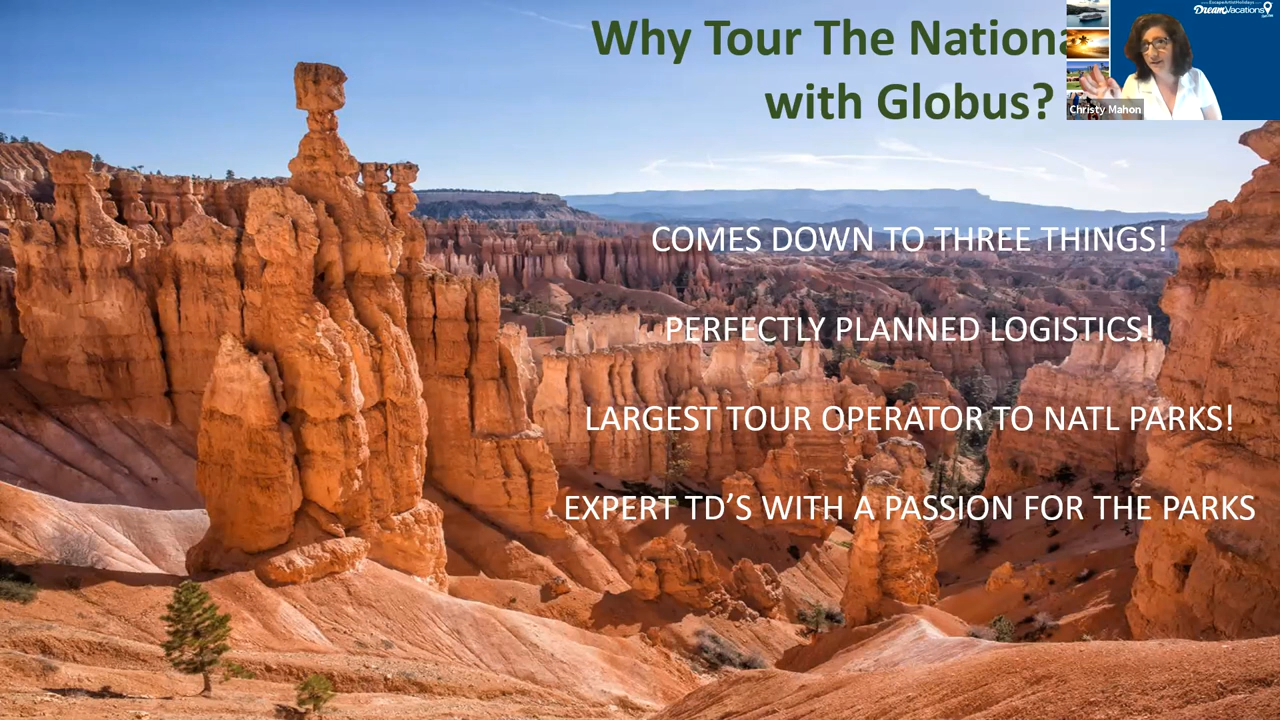 Why Tour The Nationa
with Globus?
DreamVacations
Christy Mahon
COMES DOWN TO THREE THINGS!
PERFECTLY PLANNED LOGISTICS!
LARGEST TOUR OPERATOR TO NATL PARKS!
EXPERT TD’S WITH A PASSION FOR THE PARKS